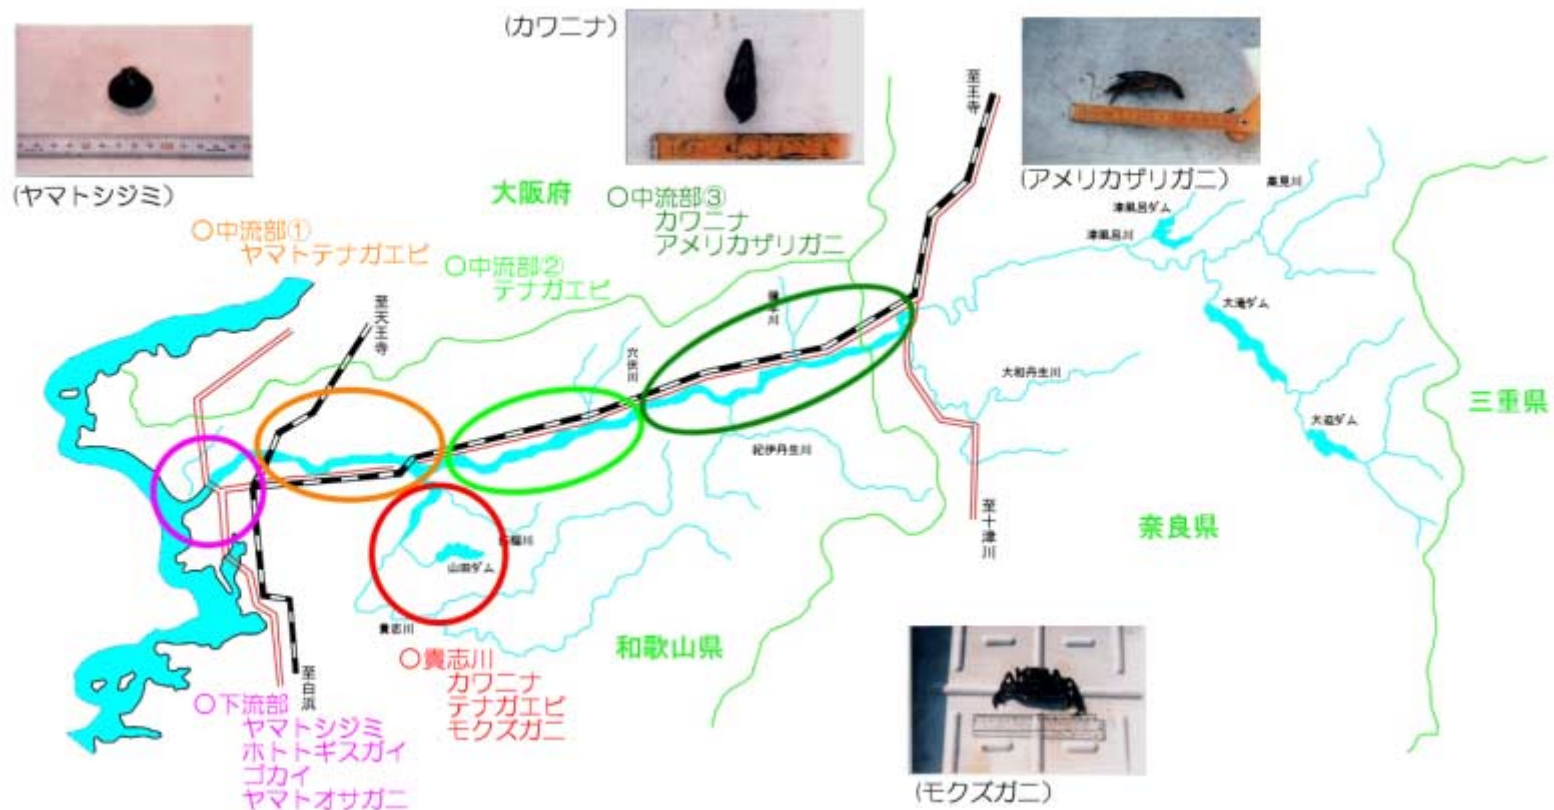 (カワニナ)
(ヤマトシジミ)
(アメリカザリガニ)
至王寺
大阪府
○中流部③
カワニナ
アメリカザリガニ
○中流部①
ヤマトテナガエビ
○中流部②
テナガエビ
高見川
津風呂ダム
津風呂川
大滝ダム
至天王寺
穴伏川
大和丹生川
三重県
大迫ダム
紀伊丹生川
奈良県
至十津川
山田ダム
貴志川
和歌山県
至白浜
○貴志川
カワニナ
テナガエビ
モクズガニ
○下流部
ヤマトシジミ
ホトトギスガイ
ゴカイ
ヤマトオサガニ
(モクズガニ)